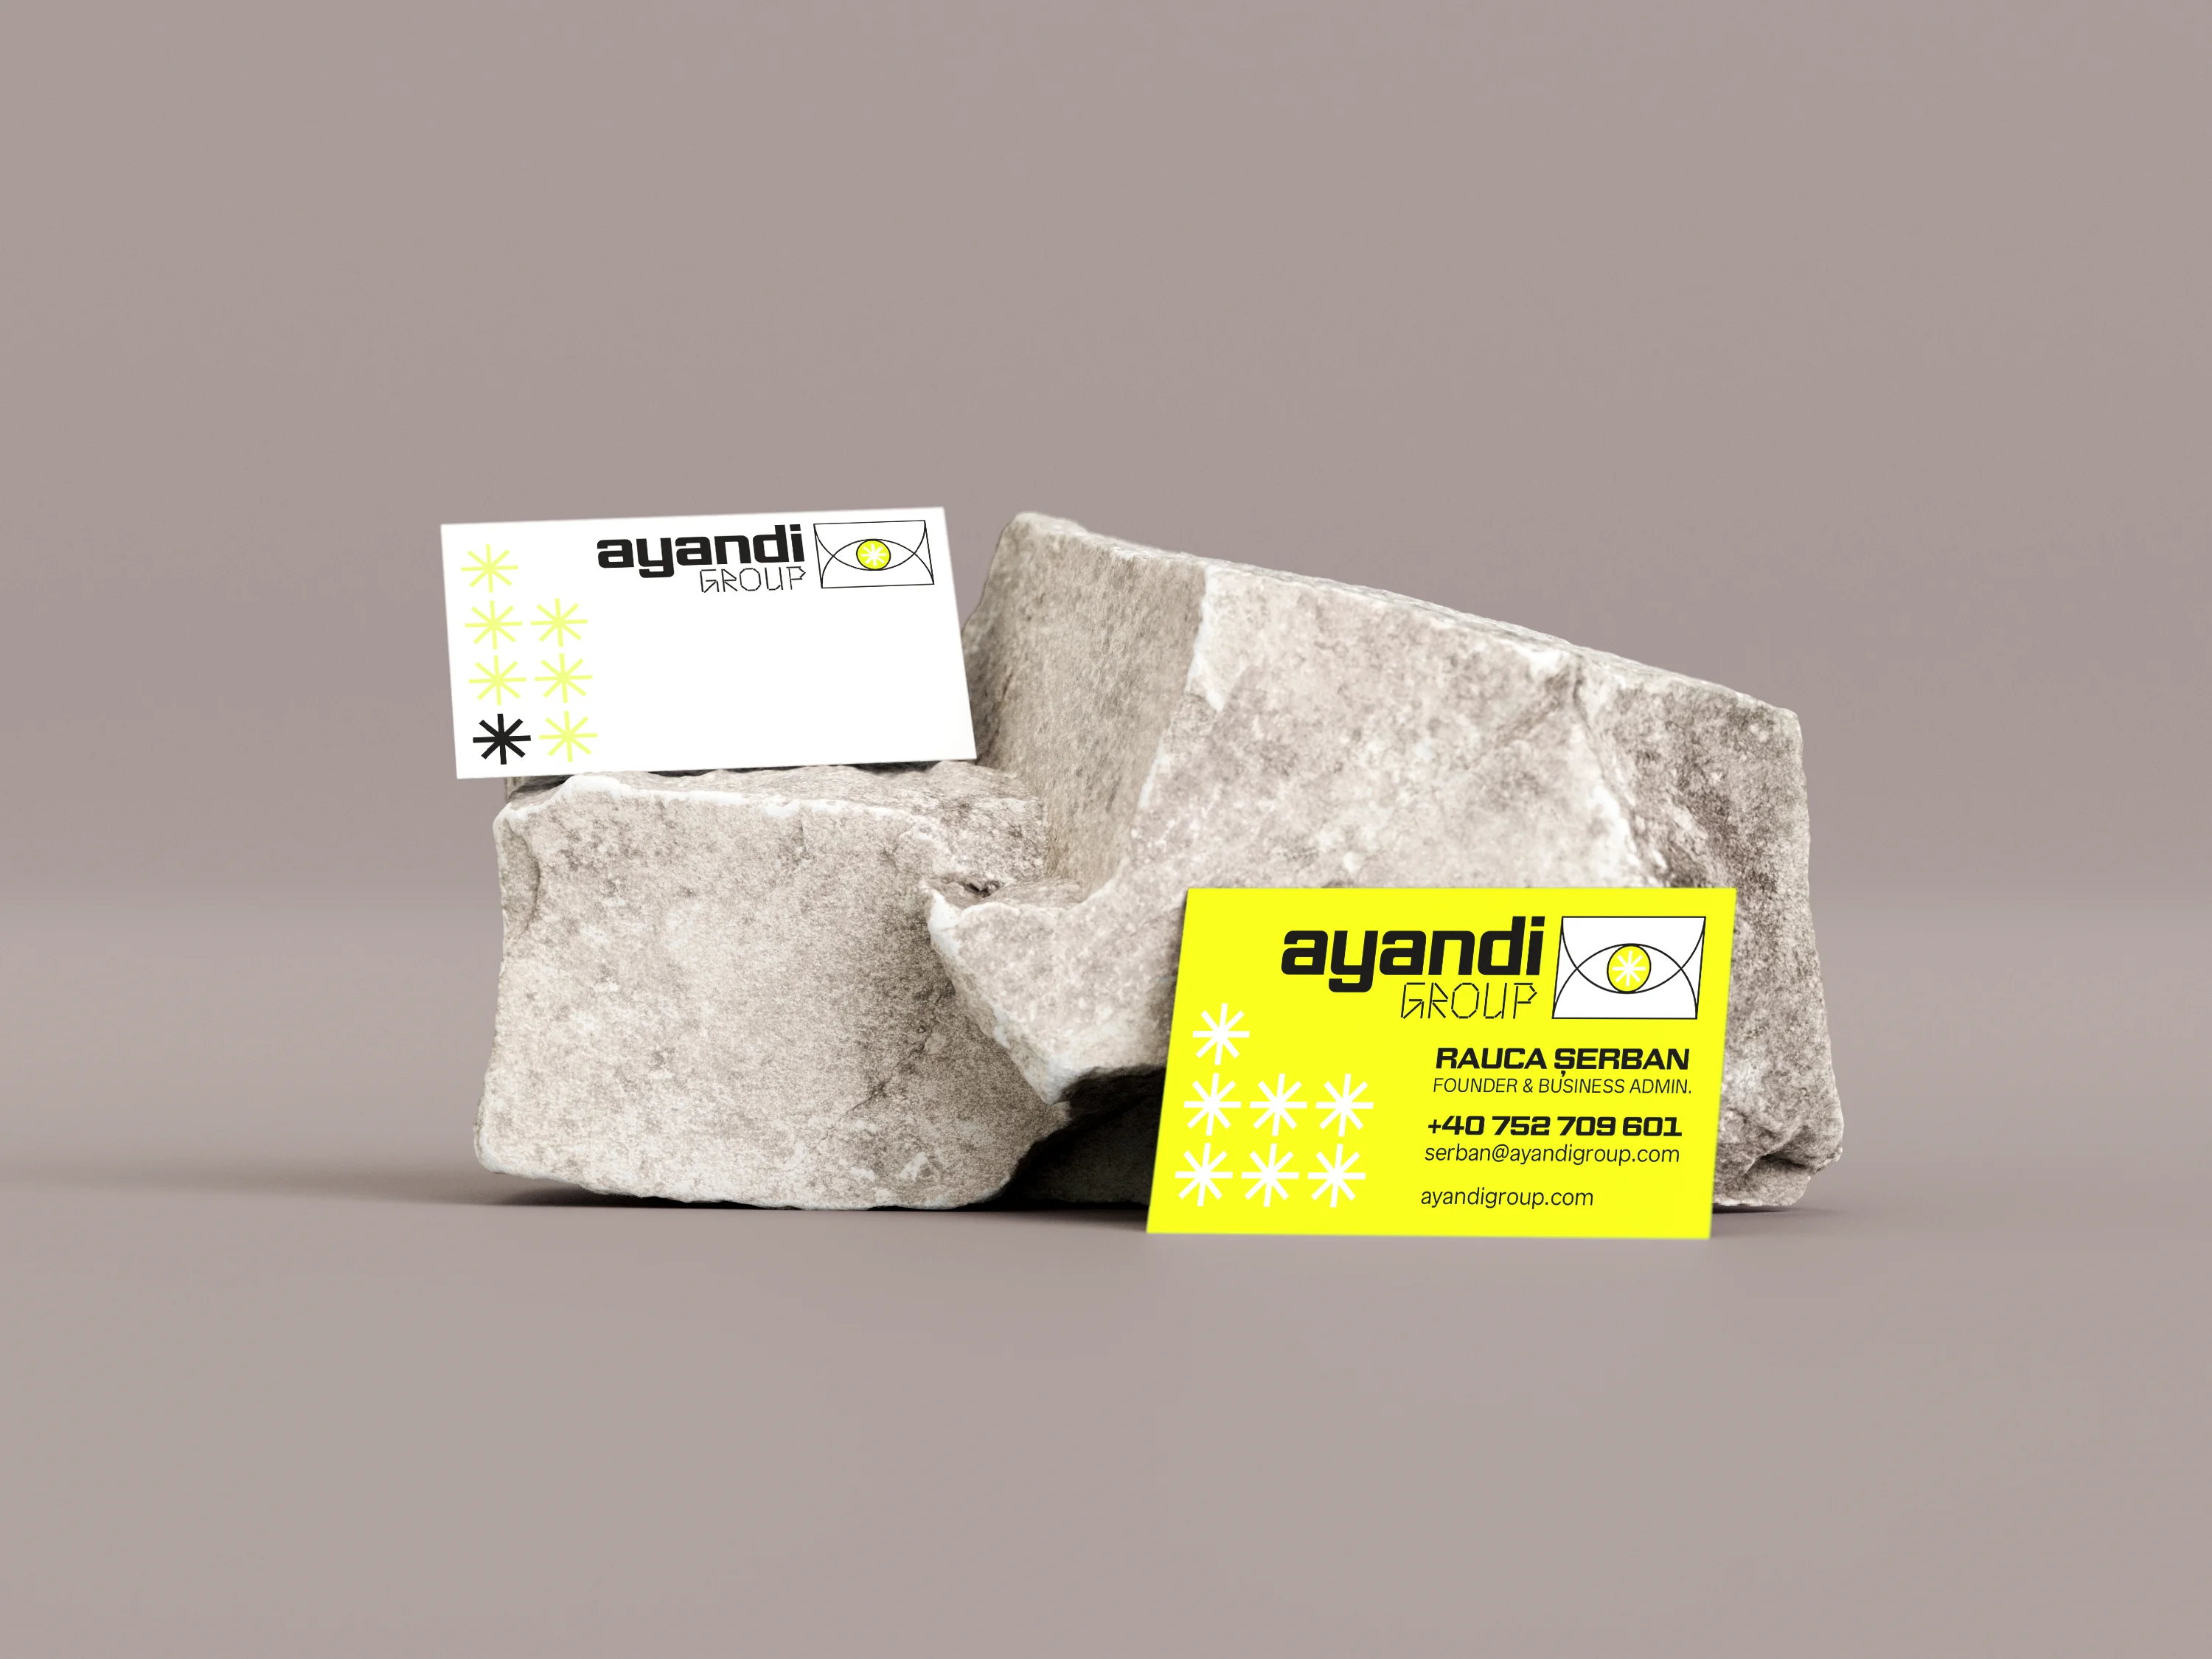 ayandi
GROUP
ayandi
GROUP
RAUCA ȘERBAN
FOUNDER & BUSINESS ADMIN.
+40 752 709 601
serban@ayandigroup.com
ayandigroup.com